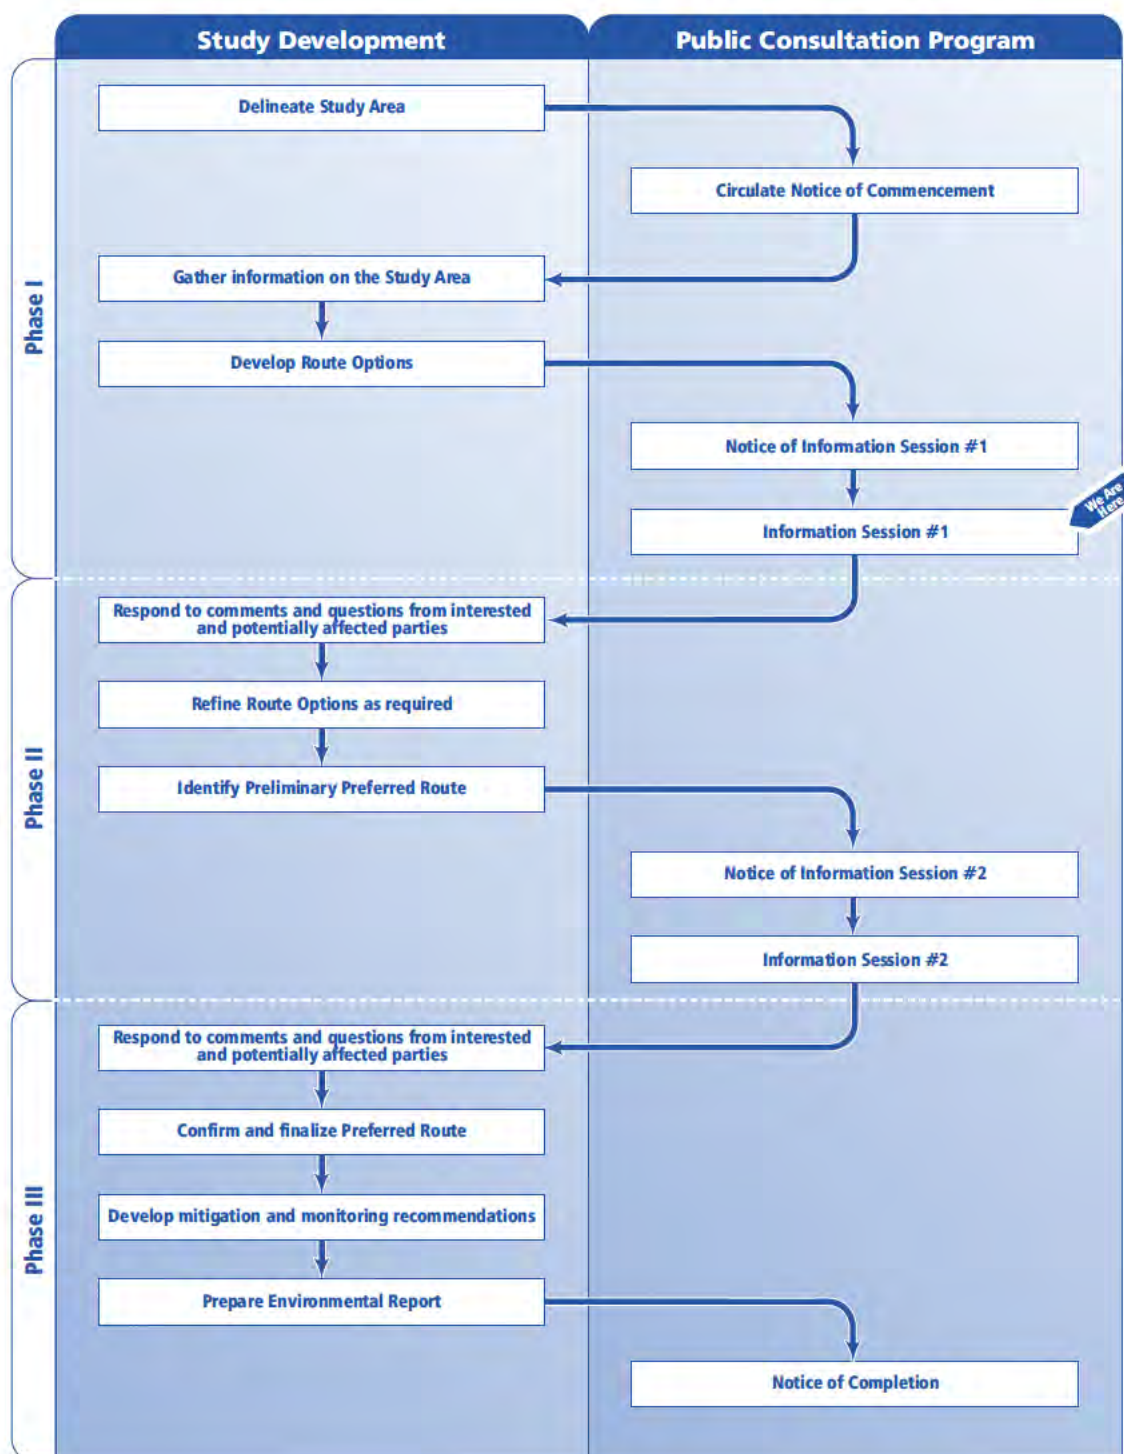 Study Development
Public Consultation Program
Phase I
Delineate Study Area
Circulate Notice of Commencement
Gather information on the Study Area
Develop Route Options
Notice of Information Session #1
We Are
Here
Information Session #1
Phase II
Respond to comments and questions from interested
and potentially affected parties
Refine Route Options as required
Identify Preliminary Preferred Route
Notice of Information Session #2
Information Session #2
Phase III
Respond to comments and questions from interested
and potentially affected parties
Confirm and finalize Preferred Route
Develop mitigation and monitoring recommendations
Prepare Environmental Report
Notice of Completion